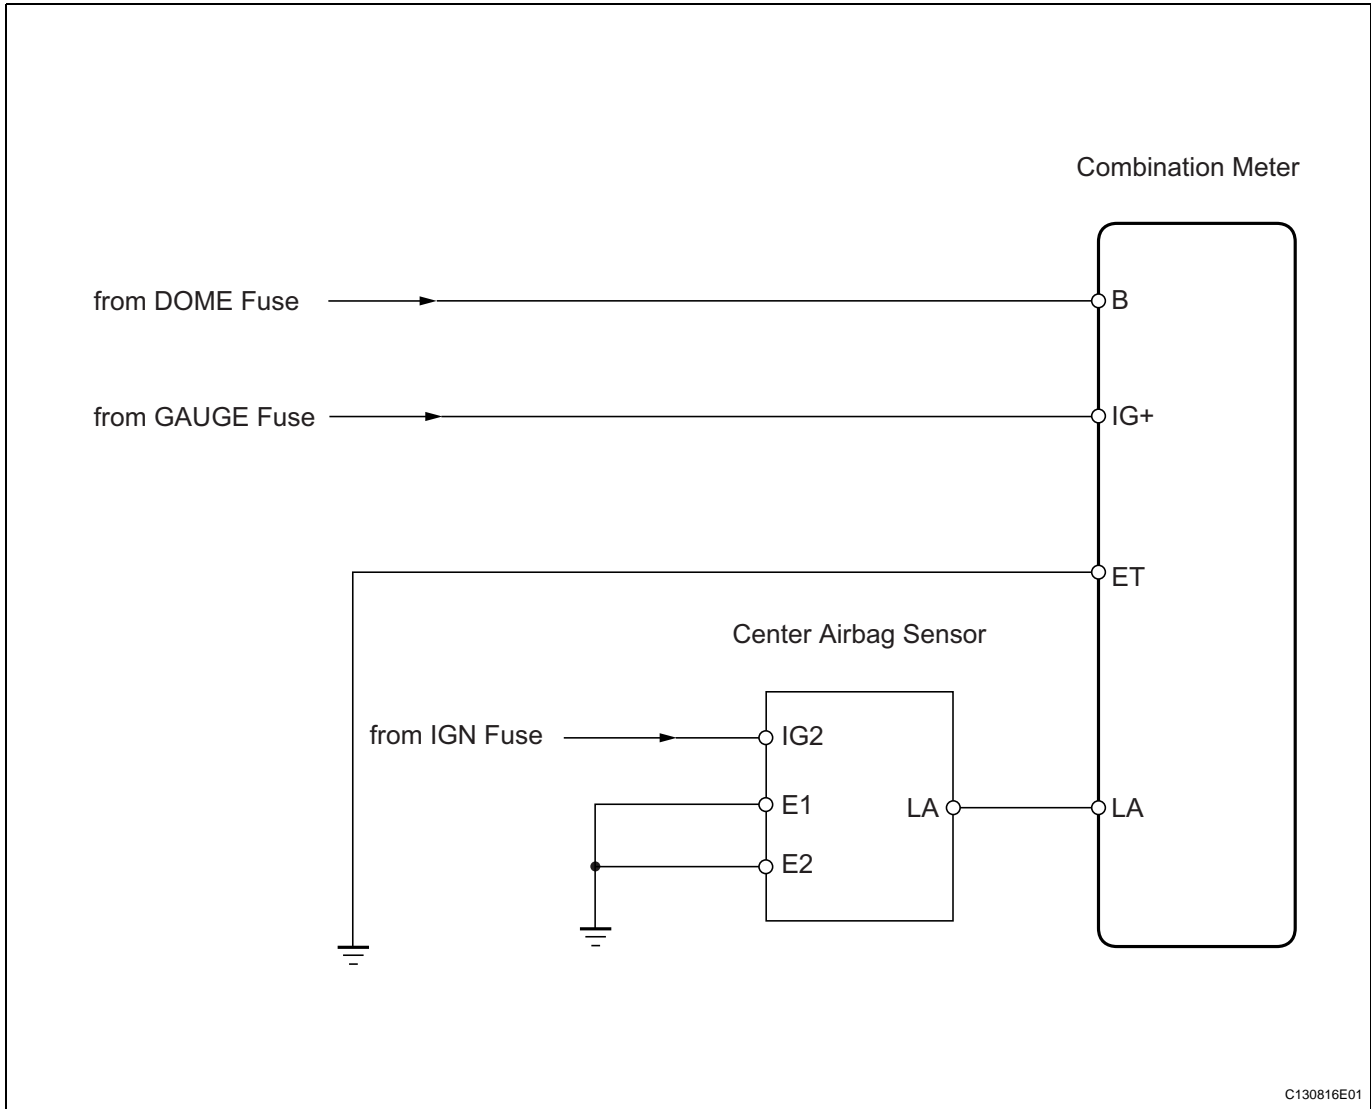 Combination Meter
from DOME Fuse
B
from GAUGE Fuse
IG+
ET
Center Airbag Sensor
from IGN Fuse
IG2
E1
LA
LA
E2
C130816E01